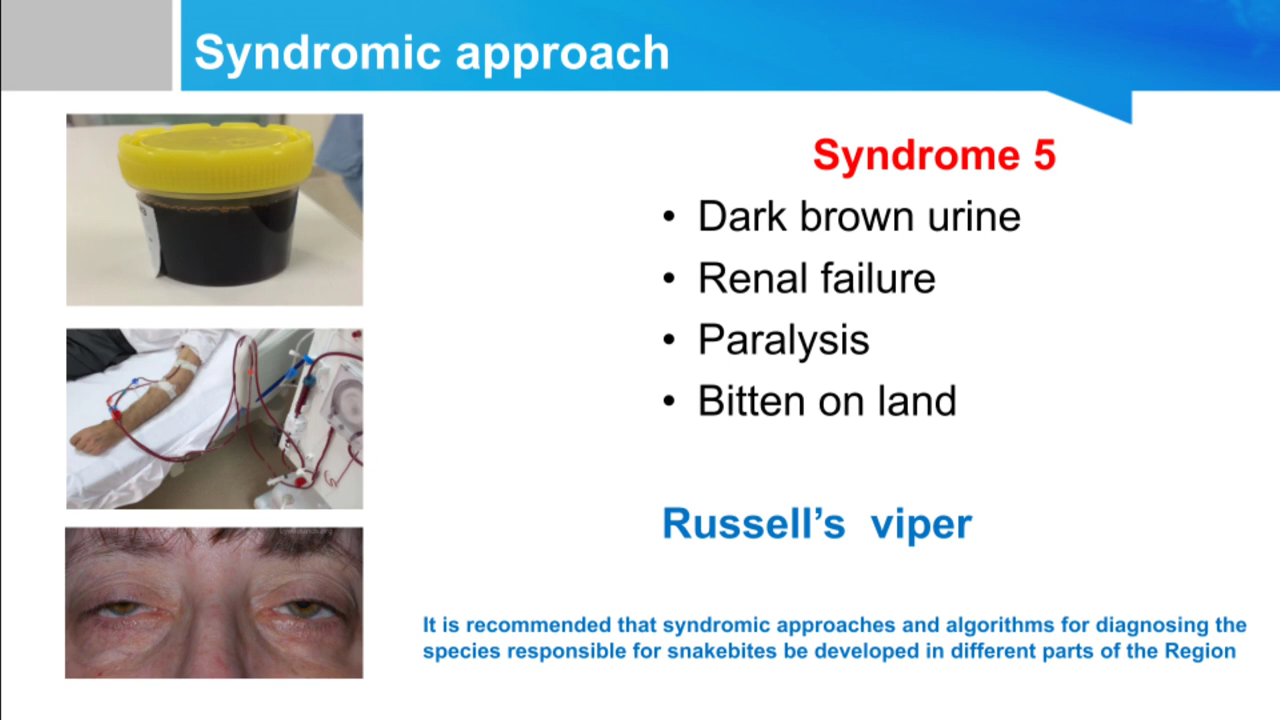 Syndromic approach
Syndrome 5
• Dark brown urine
• Renal failure
• Paralysis
• Bitten on land
Russell’s viper
It is recommended that syndromic approaches and algorithms for diagnosing the
species responsible for snakebites be developed in different parts of the Region